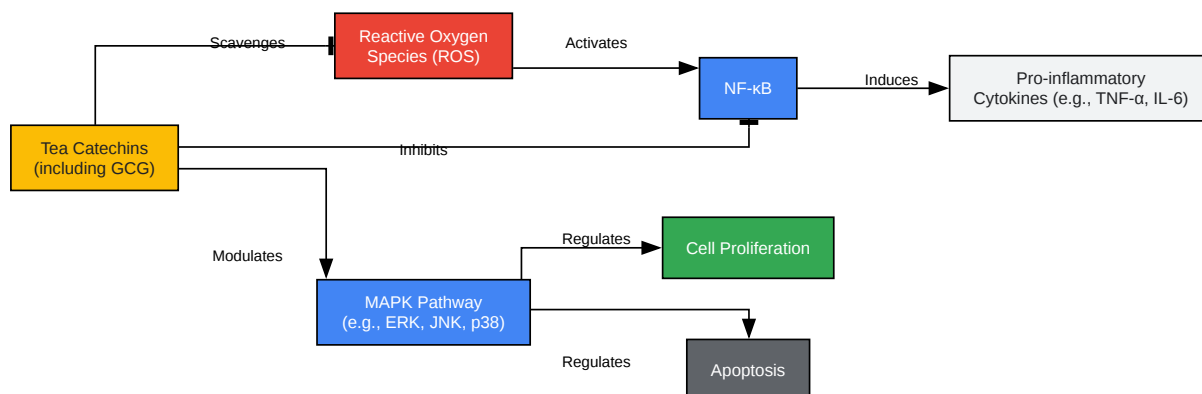 Scavenges
Reactive Oxygen
Species (ROS)
Activates
NF-κB
Induces
Pro-inflammatory
Cytokines (e.g., TNF-α, IL-6)
Tea Catechins
(including GCG)
Inhibits
Modulates
Regulates
Cell Proliferation
MAPK Pathway
(e.g., ERK, JNK, p38)
Regulates
Apoptosis